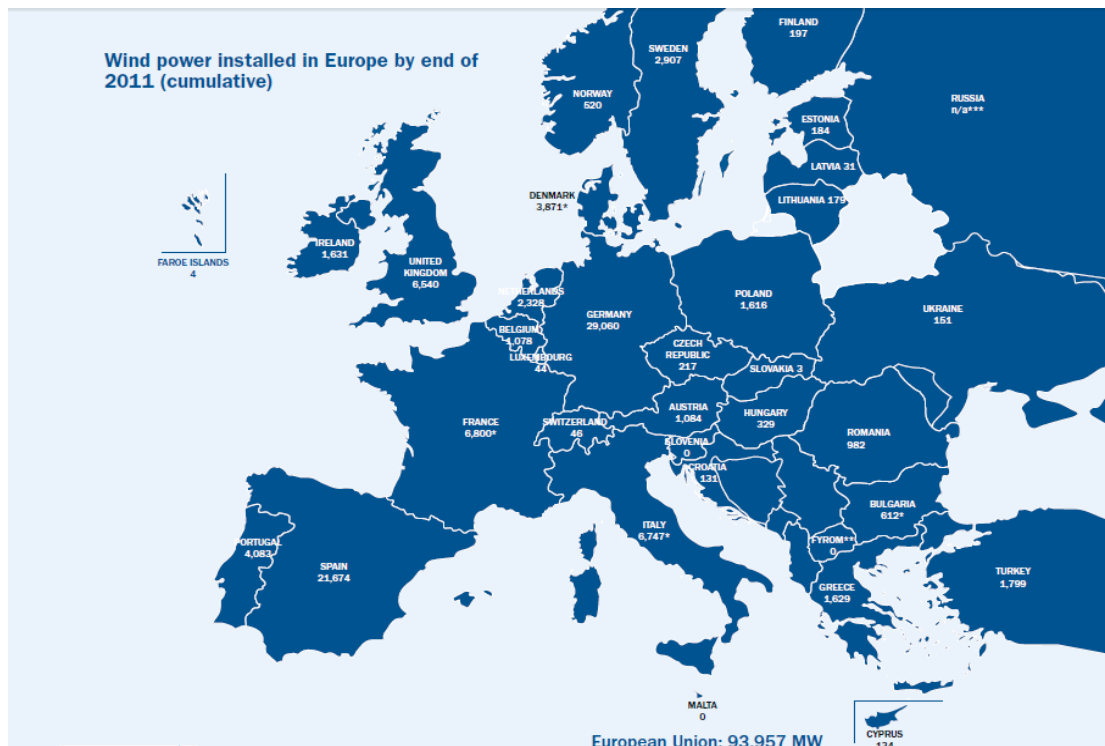 Wind power installed in Europe by end of
2011 (cumulative)
FINLAND
197
SWEDEN
2,907
NORWAY
520
RUSSIA
n/a***
ESTONIA
184
LATVIA 31
LITHUANIA 179
DENMARK
3,871*
FAROE ISLANDS
4
IRELAND
1,631
UNITED
KINGDOM
6,540
NETHERLANDS
2,328
BELGIUM
1,078
LUXEMBOURG
44
GERMANY
29,060
POLAND
1,616
UKRAINE
151
CZECH
REPUBLIC
217
SLOVAKIA 3
AUSTRIA
1,084
HUNGARY
329
FRANCE
6,800*
SWITZERLAND
46
ROMANIA
982
SLOVENIA
0
CROATIA
131
BULGARIA
612*
ITALY
6,747*
FYROM**
0
PORTUGAL
4,083
SPAIN
21,674
GREECE
1,629
TURKEY
1,799
MALTA
0
CYPRUS
134
European Union: 93,957 MW